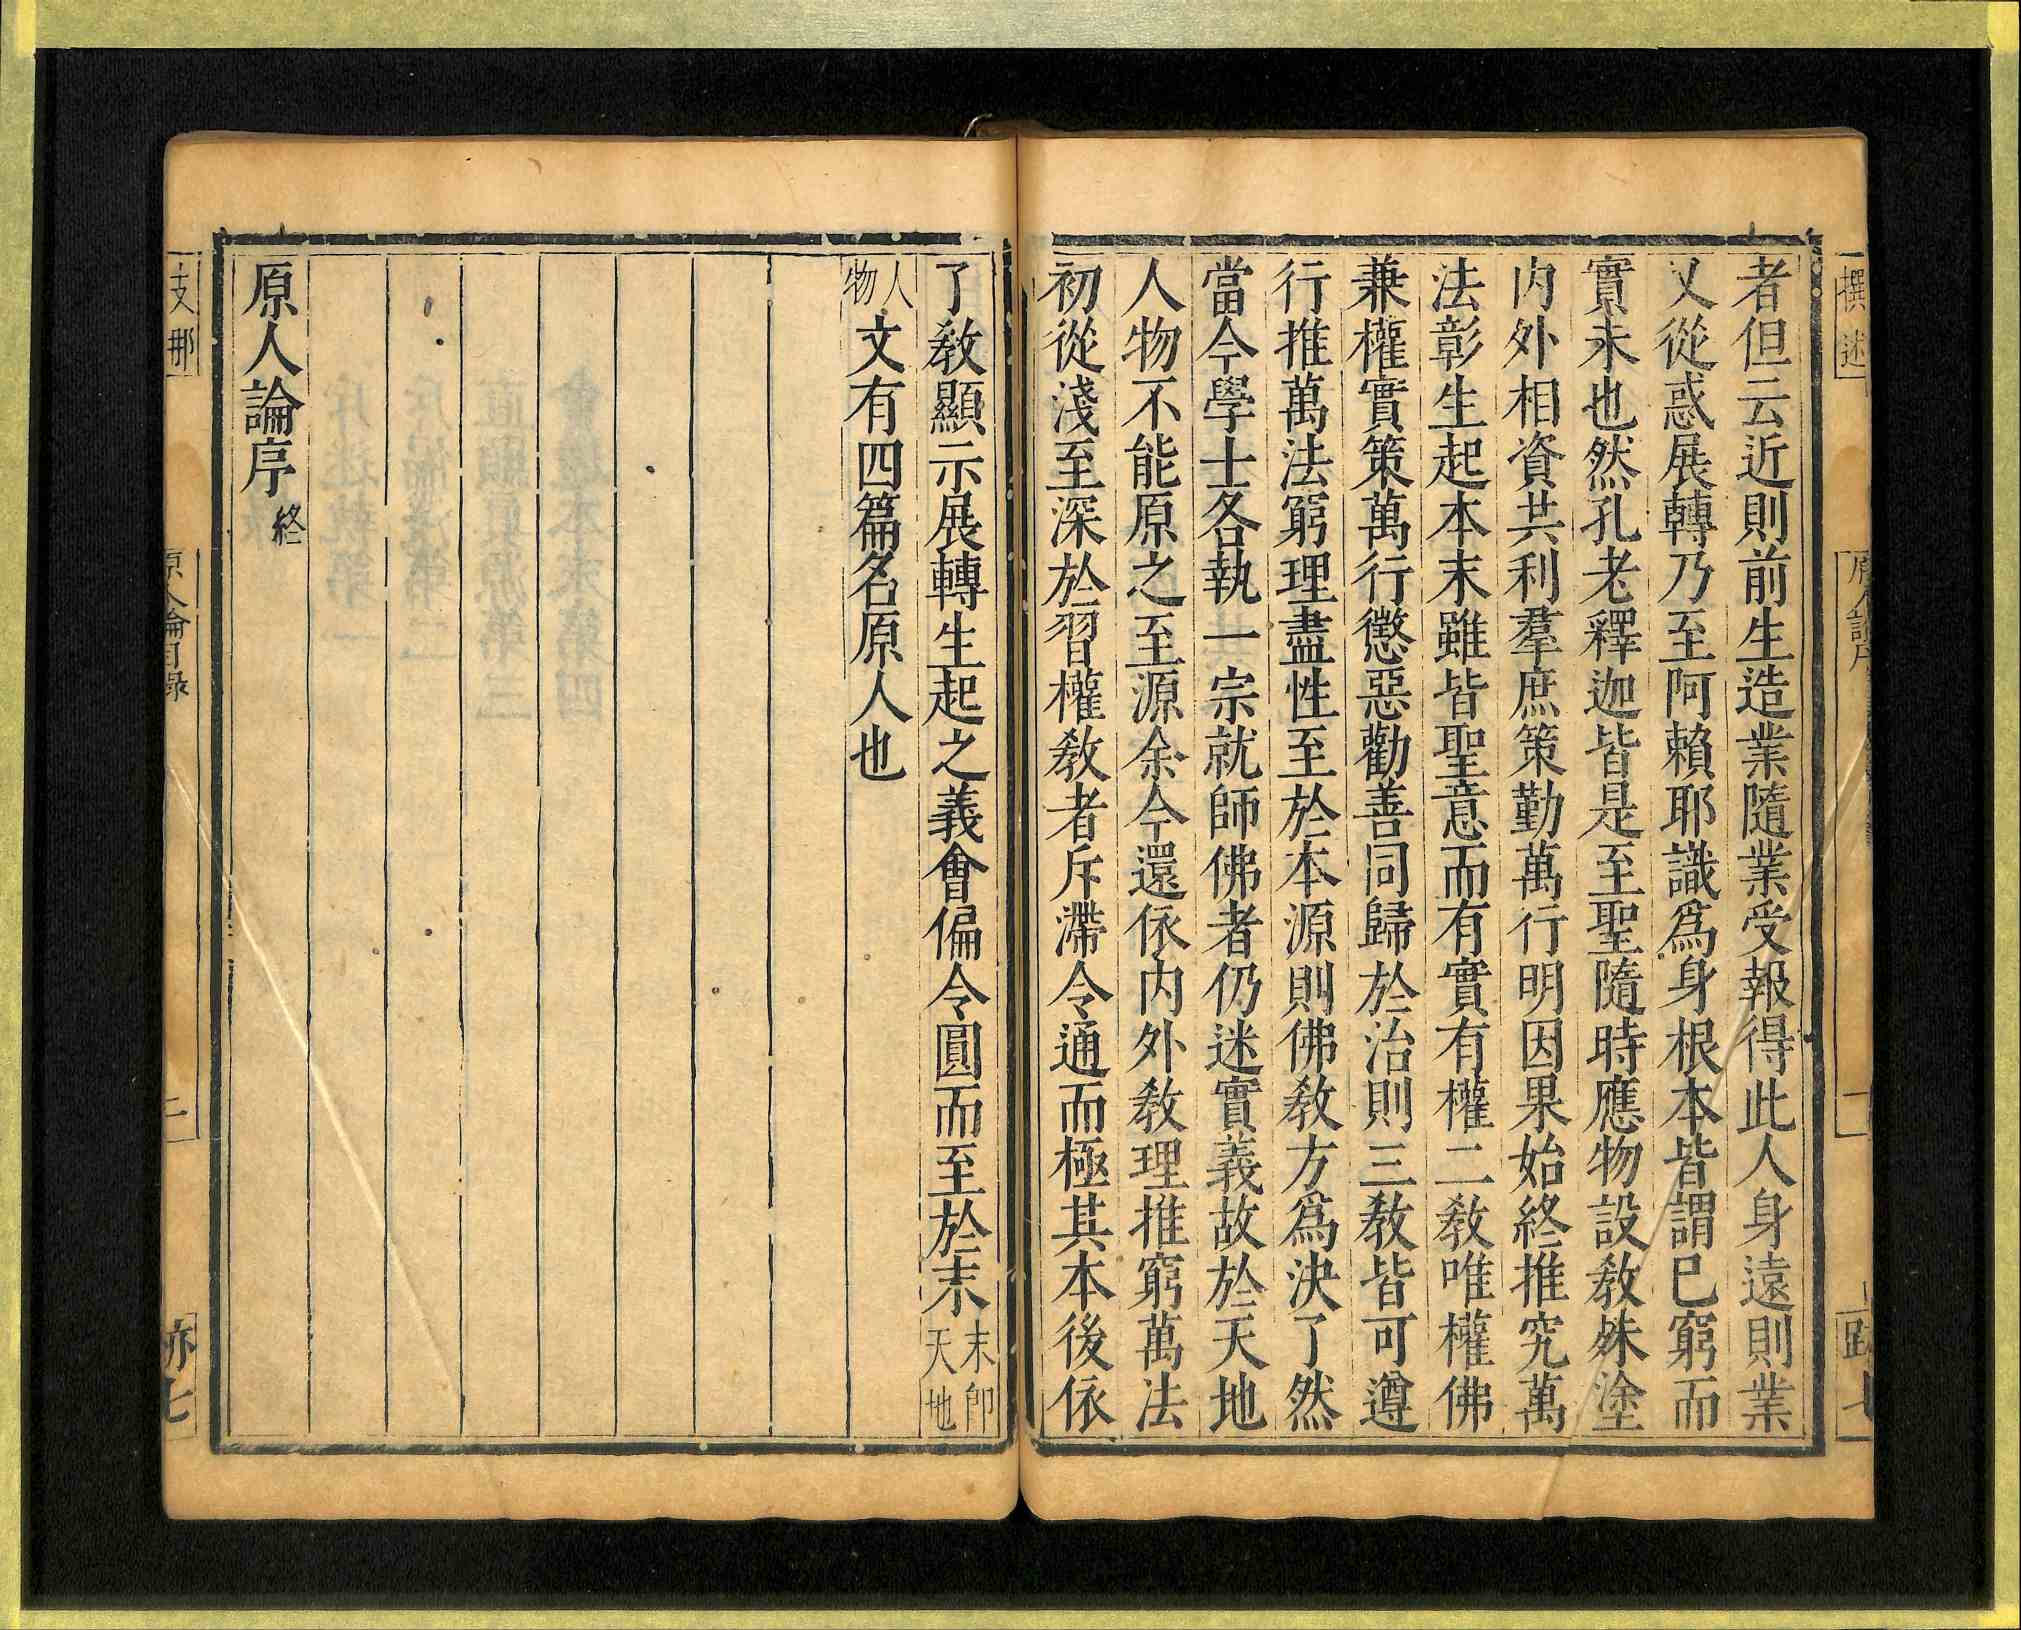 撰述
原人論序
一
跡七
者但云近則前生造業隨業受報得此人身遠則業
又從惑展轉乃至阿賴耶識爲身根本皆謂已窮而
實未也然孔老釋迦皆是至聖隨時應物設教殊塗
内外相資共利羣庶策勤萬行明因果始終推究萬
法彰生起本末雖皆聖意而有實有權二教唯權佛
兼權實策萬行懲惡勸善同歸於治則三教皆可遵
行推萬法窮理盡性至於本源則佛教方爲決了然
當今學士各執一宗就師佛者仍迷實義故於天地
人物不能原之至源余今還依内外教理推窮萬法
初從淺至深於習權教者斥滯令通而極其本後依
了教顯示展轉生起之義會偏令圓而至於末末即天地
人物文有四篇名原人也
原人論序終
支那
原人論目録
二
七